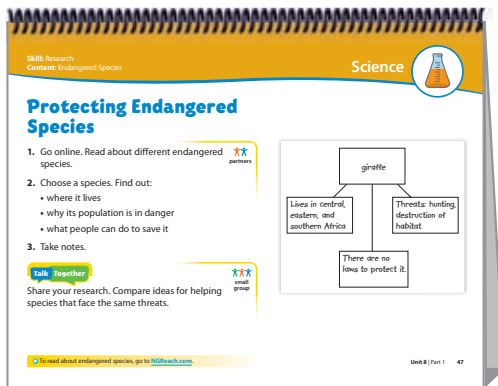 Skill: Research
Content: Endangered Species
Science
Protecting Endangered
Species
1. Go online. Read about different endangered
species.
partners
2. Choose a species. Find out:
• where it lives
• why its population is in danger
• what people can do to save it
3. Take notes.
Talk Together
small
group
Share your research. Compare ideas for helping
species that face the same threats.
giraffe
Lives in central,
eastern, and
southern Africa
Threats: hunting,
destruction of
habitat
There are no
laws to protect it.
To read about endangered species, go to NGReach.com.
Unit 8 | Part 1 47